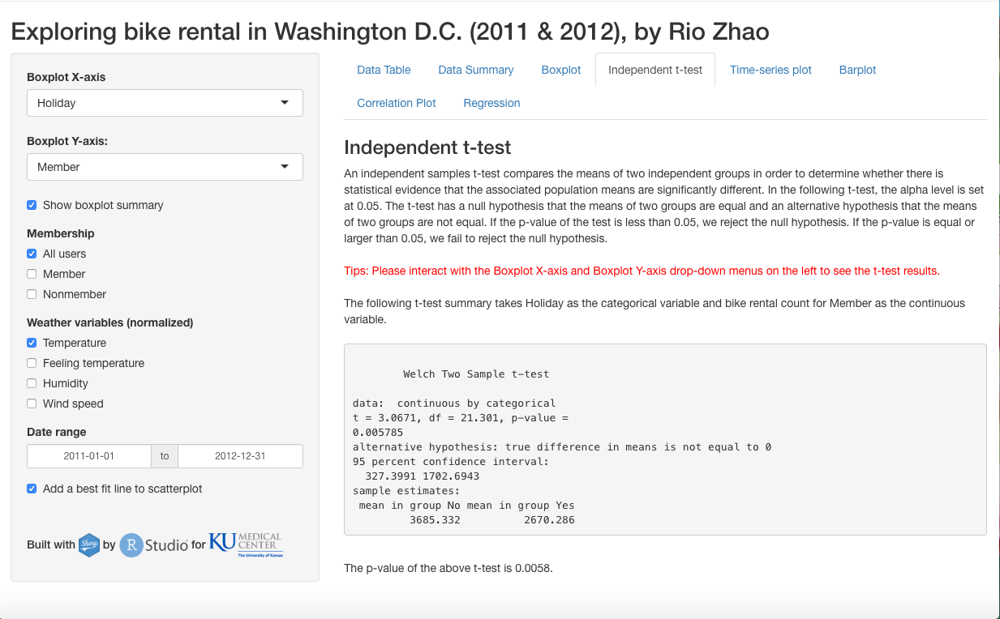 Exploring bike rental in Washington D.C. (2011 & 2012), by Rio Zhao
Boxplot X-axis
Holiday
Boxplot Y-axis:
Member
Show boxplot summary
Membership
All users
Member
Nonmember
Weather variables (normalized)
Temperature
Feeling temperature
Humidity
Wind speed
Date range
2011-01-01 to 2012-12-31
Add a best fit line to scatterplot
Built with Shiny by R Studio for KU MEDICAL CENTER The University of Kansas
Data Table Data Summary Boxplot Independent t-test Time-series plot Barplot
Correlation Plot Regression
Independent t-test
An independent samples t-test compares the means of two independent groups in order to determine whether there is
statistical evidence that the associated population means are significantly different. In the following t-test, the alpha level is set
at 0.05. The t-test has a null hypothesis that the means of two groups are equal and an alternative hypothesis that the means
of two groups are not equal. If the p-value of the test is less than 0.05, we reject the null hypothesis. If the p-value is equal or
larger than 0.05, we fail to reject the null hypothesis.
Tips: Please interact with the Boxplot X-axis and Boxplot Y-axis drop-down menus on the left to see the t-test results.
The following t-test summary takes Holiday as the categorical variable and bike rental count for Member as the continuous
variable.
Welch Two Sample t-test
data:  continuous by categorical
t = 3.0671, df = 21.301, p-value =
0.005785
alternative hypothesis: true difference in means is not equal to 0
95 percent confidence interval:
327.3991 1702.6943
sample estimates:
mean in group No mean in group Yes
3685.332 2670.286
The p-value of the above t-test is 0.0058.